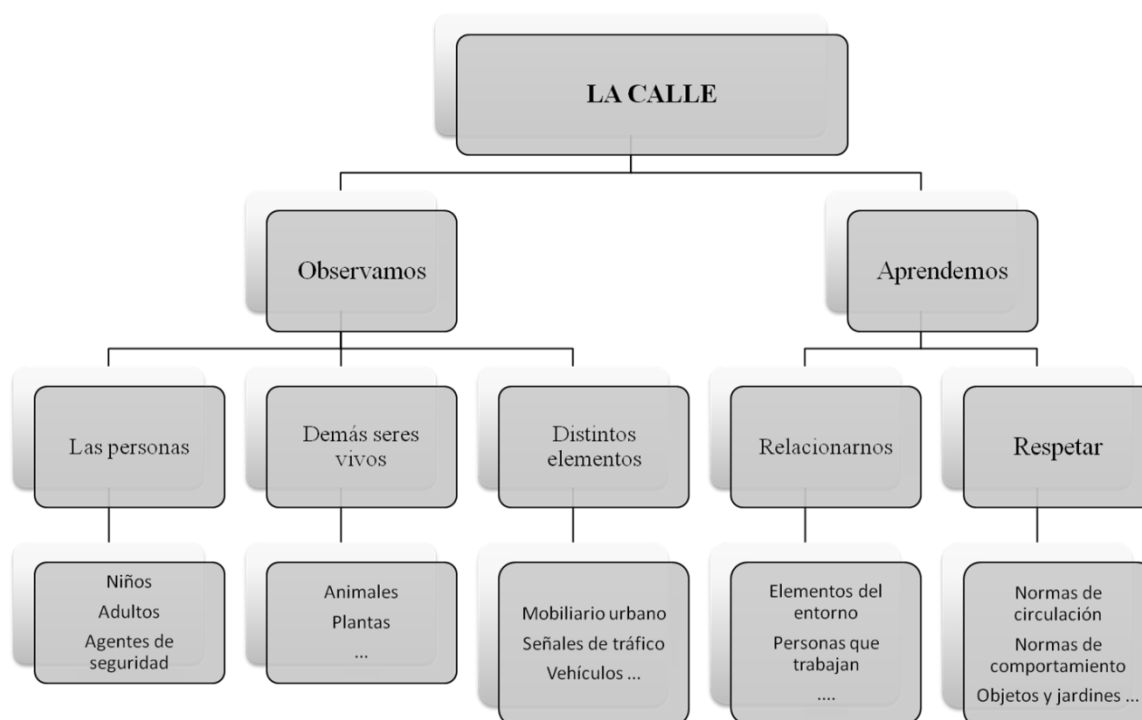 LA CALLE
Observamos
Aprendemos
Las personas
Demás seres
vivos
Distintos
elementos
Relacionarnos
Respetar
Niños
Adultos
Agentes de
seguridad
Animales
Plantas
...
Mobiliario urbano
Señales de tráfico
Vehículos ...
Elementos del
entorno
Personas que
trabajan
....
Normas de
circulación
Normas de
comportamiento
Objetos y jardines ...